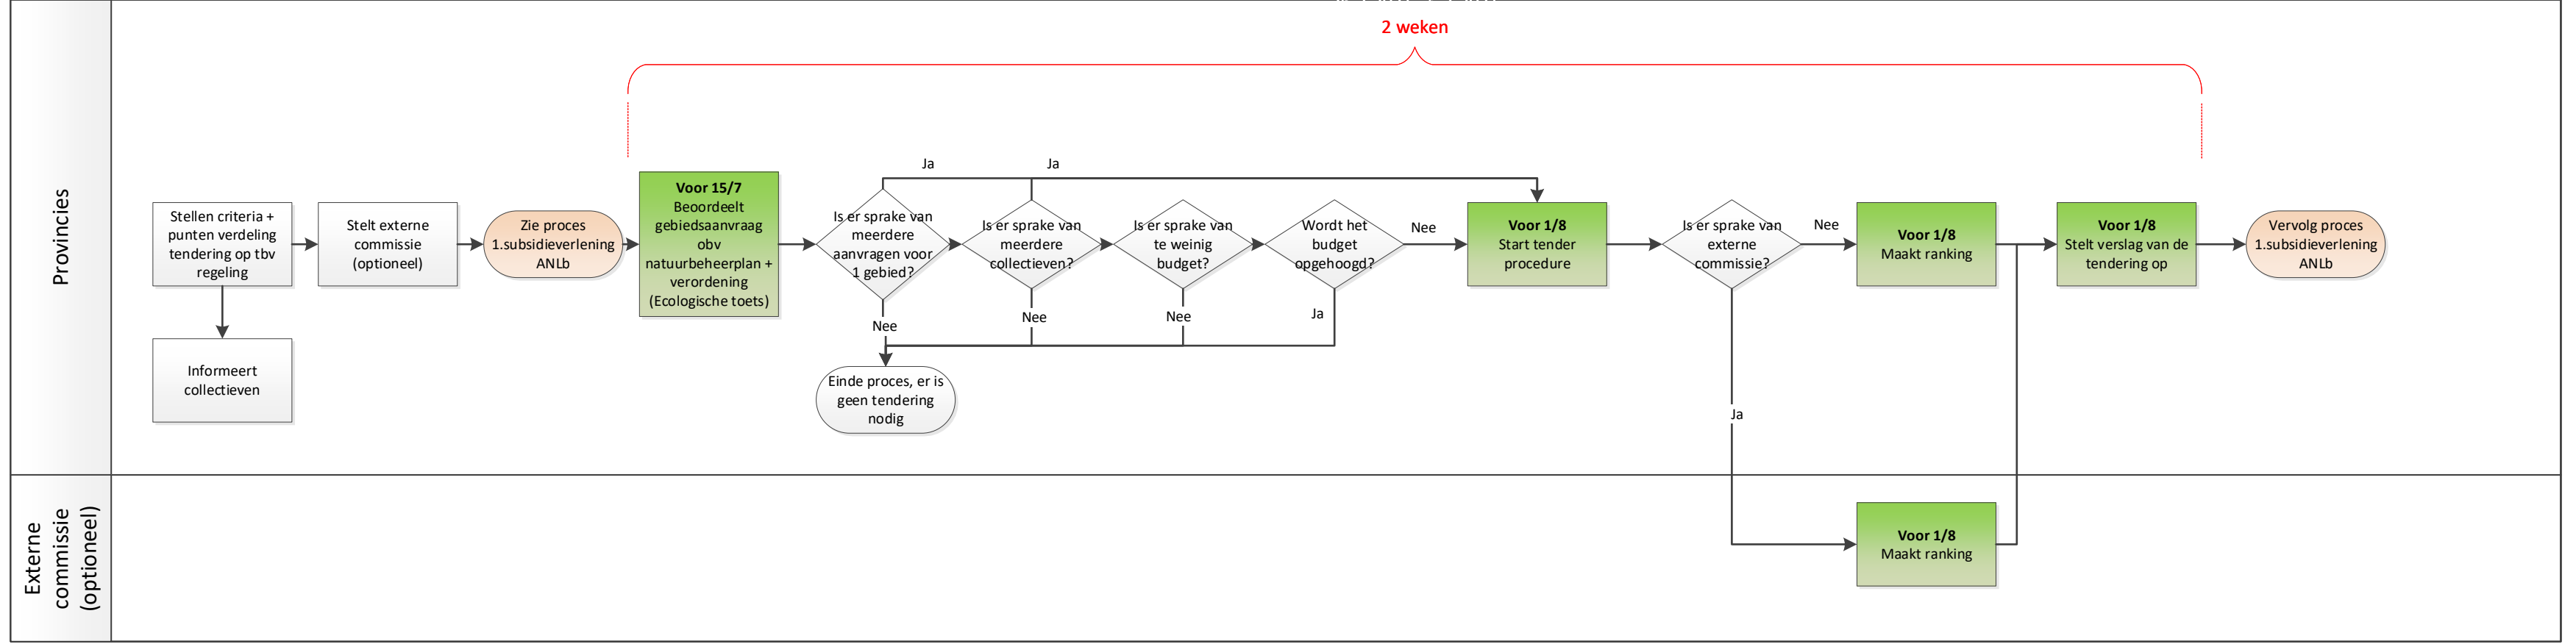 2 weken
Provincies
Stellen criteria +
punten verdeling
tendering op tbv
regeling
Informeert
collectieven
Stelt externe
commissie
(optioneel)
Zie proces
1.subsidieverlening
ANLb
Voor 15/7
Beoordeelt
gebiedsaanvraag
obv
natuurbeheerplan +
verordening
(Ecologische toets)
Is er sprake van
meerdere
aanvragen voor
1 gebied?
Ja
Nee
Is er sprake van
meerdere
collectieven?
Ja
Nee
Is er sprake van
te weinig
budget?
Nee
Wordt het
budget
opgehoogd?
Nee
Ja
Einde proces, er is
geen tendering
nodig
Voor 1/8
Start tender
procedure
Is er sprake van
externe
commissie?
Nee
Ja
Voor 1/8
Maakt ranking
Voor 1/8
Stelt verslag van de
tendering op
Vervolg proces
1.subsidieverlening
ANLb
Externe
commissie
(optioneel)
Voor 1/8
Maakt ranking